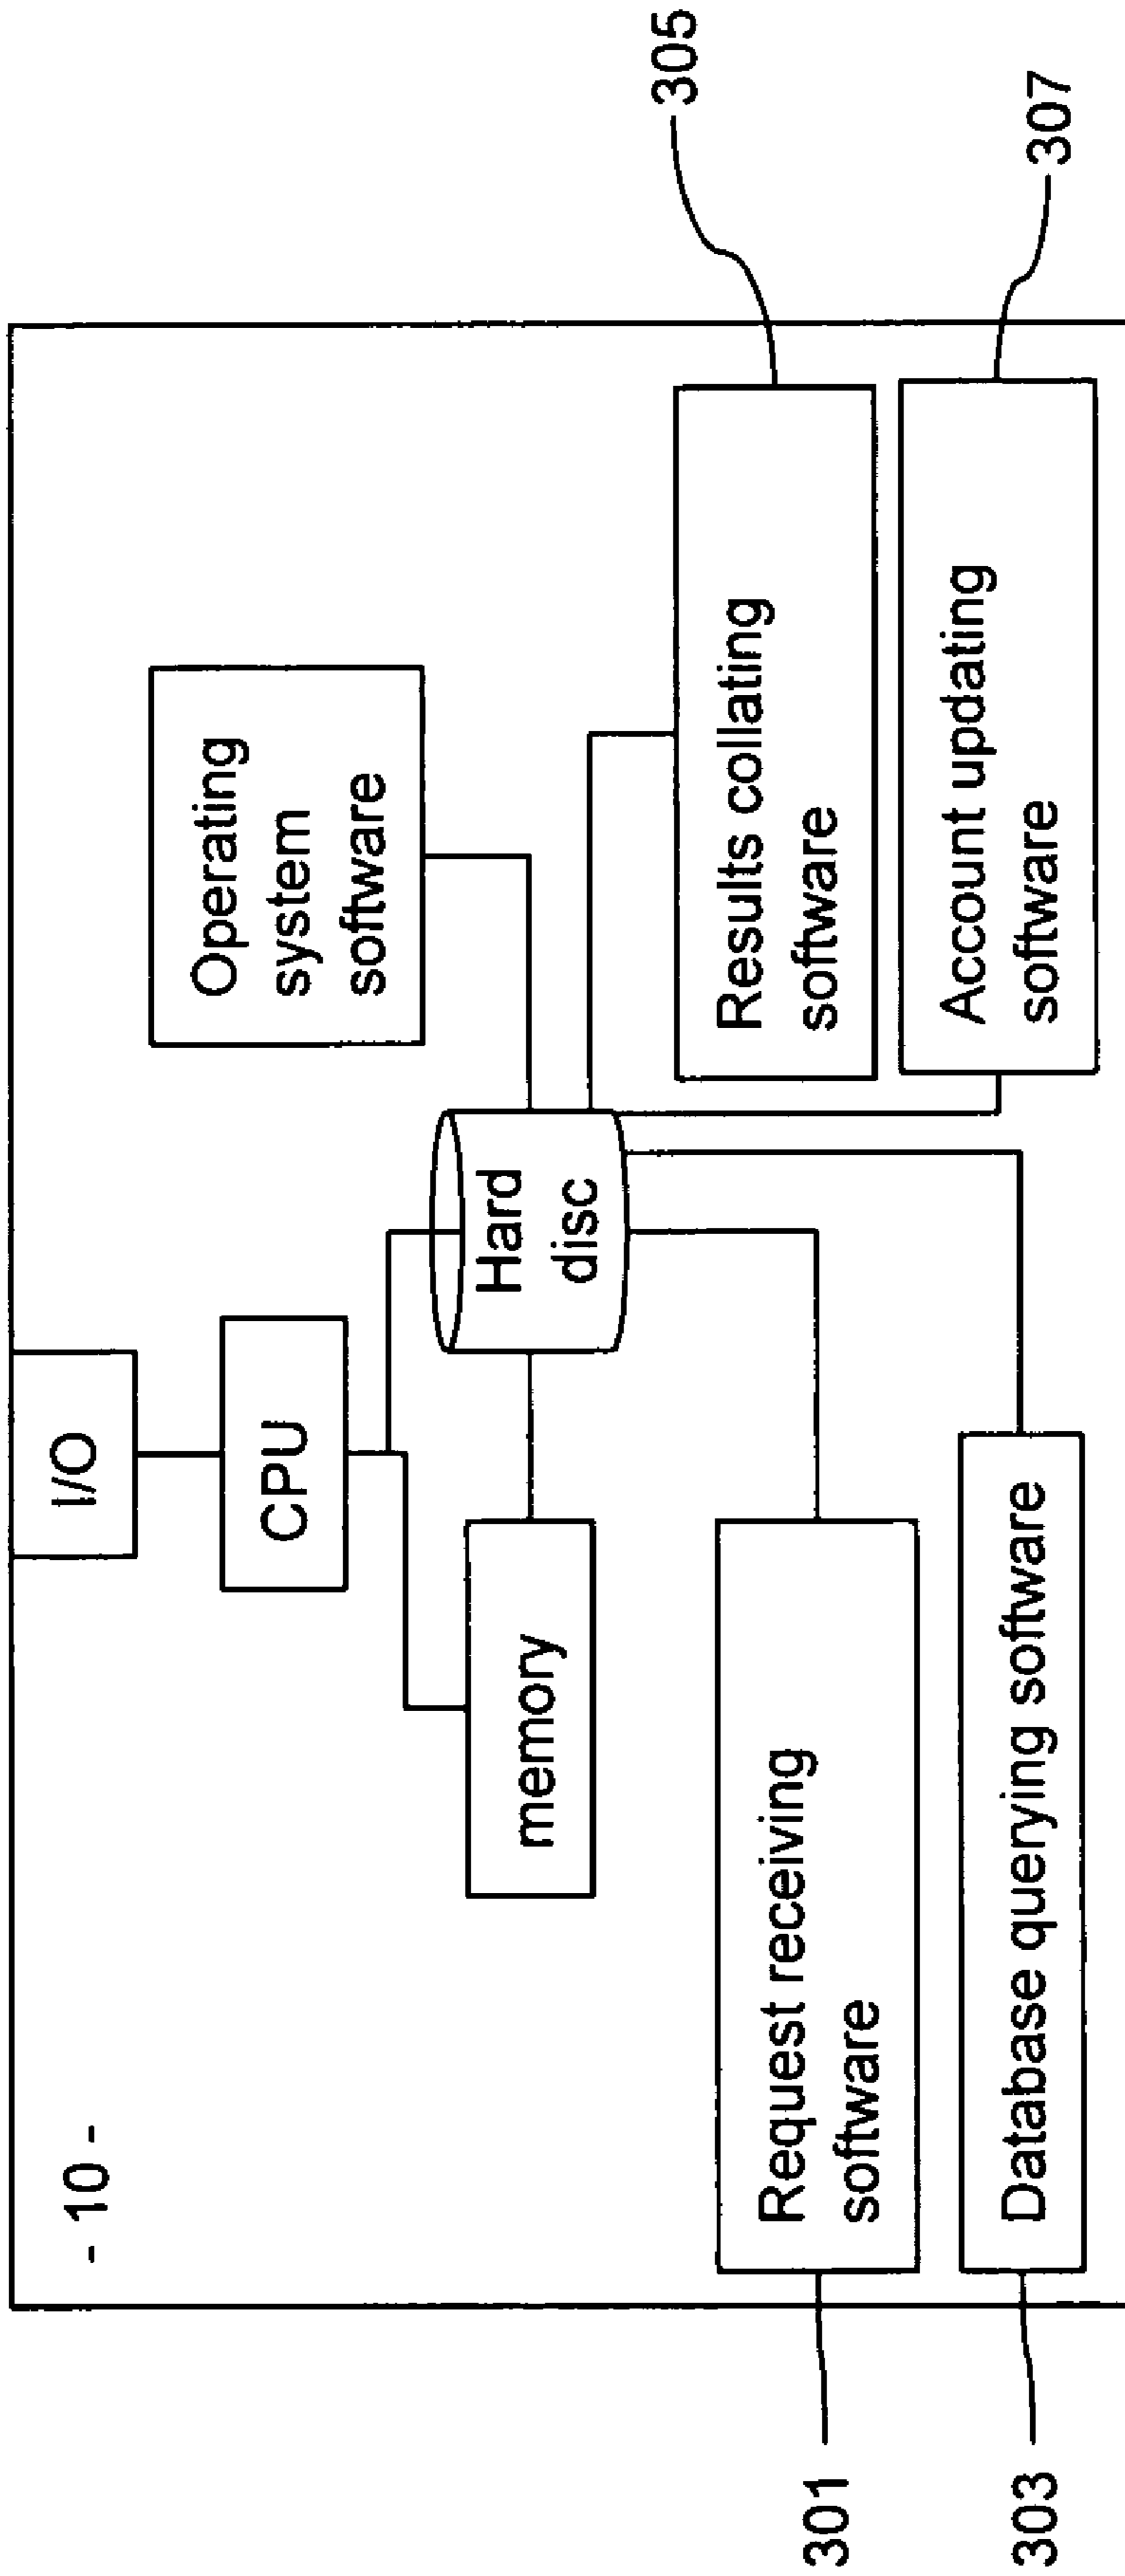 - 10 -
I/O
CPU
Operating
system
software
memory
Hard
disc
305
Request receiving
software
Results collating
software
301
307
Database querying software
Account updating
software
303